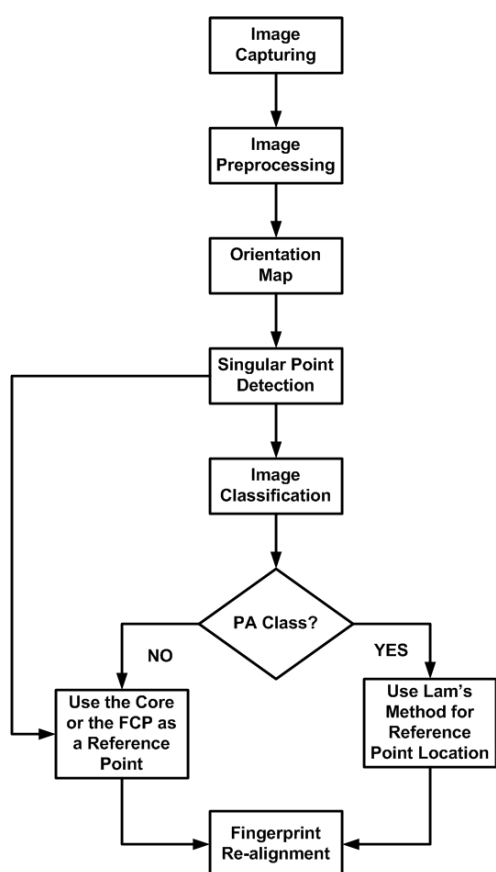 Image
Capturing
Image
Preprocessing
Orientation
Map
Singular Point
Detection
Image
Classification
PA Class?
NO
YES
Use the Core
or the FCP as
a Reference
Point
Use Lam's
Method for
Reference
Point Location
Fingerprint
Re-alignment